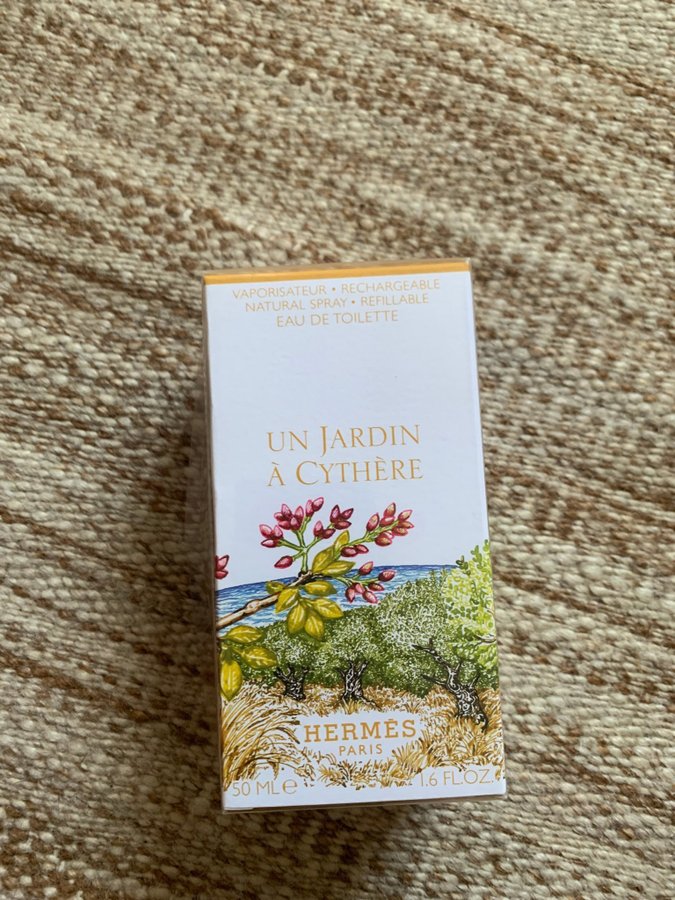 VAPORISATEUR • RECHARGEABLE
NATURAL SPRAY • REFILLABLE
EAU DE TOILETTE
UN JARDIN
À CYTHÈRE
HERMÈS
PARIS
50 ML e 1.6 FL.OZ.